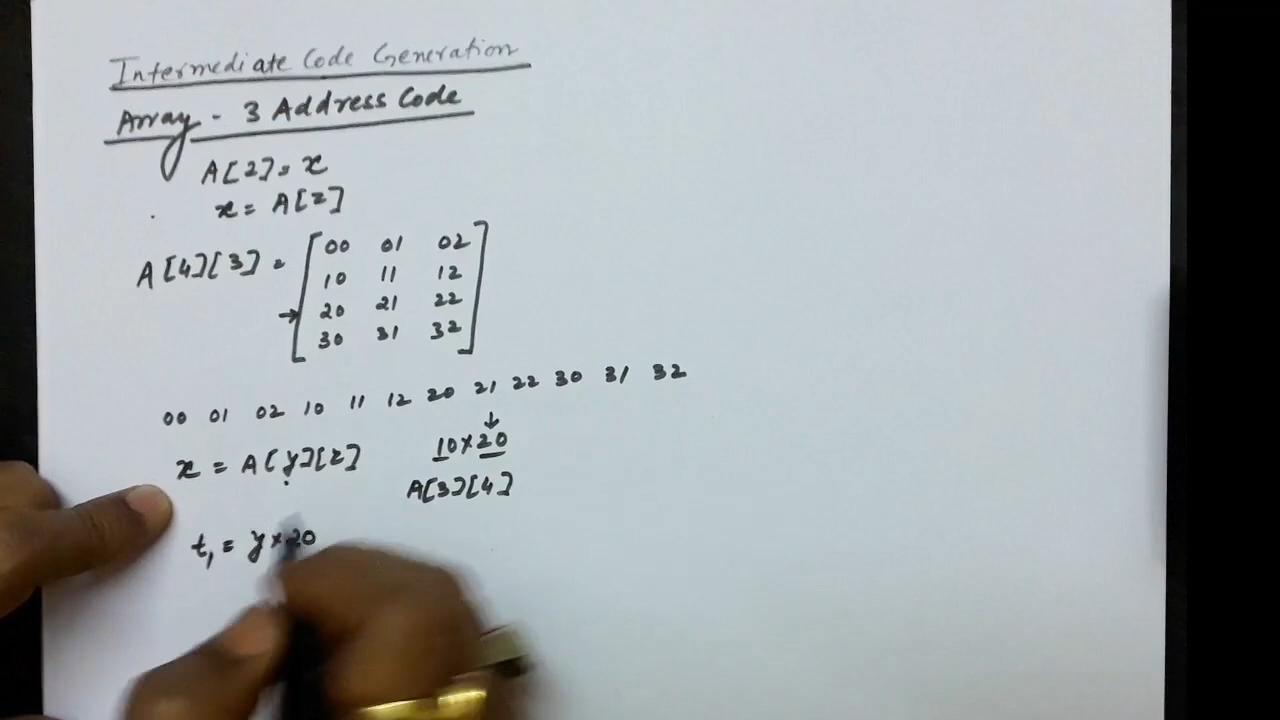 Intermediate Code Generation
Array - 3 Address Code
A[2] = x
x = A[2]
A[4][3] =
00 01 02
10 11 12
20 21 22
30 31 32
00 01 02 10 11 12 20 21 22 30 31 32
x = A[y][z]
10 x 20
A[3][4]
t1 = y x 20